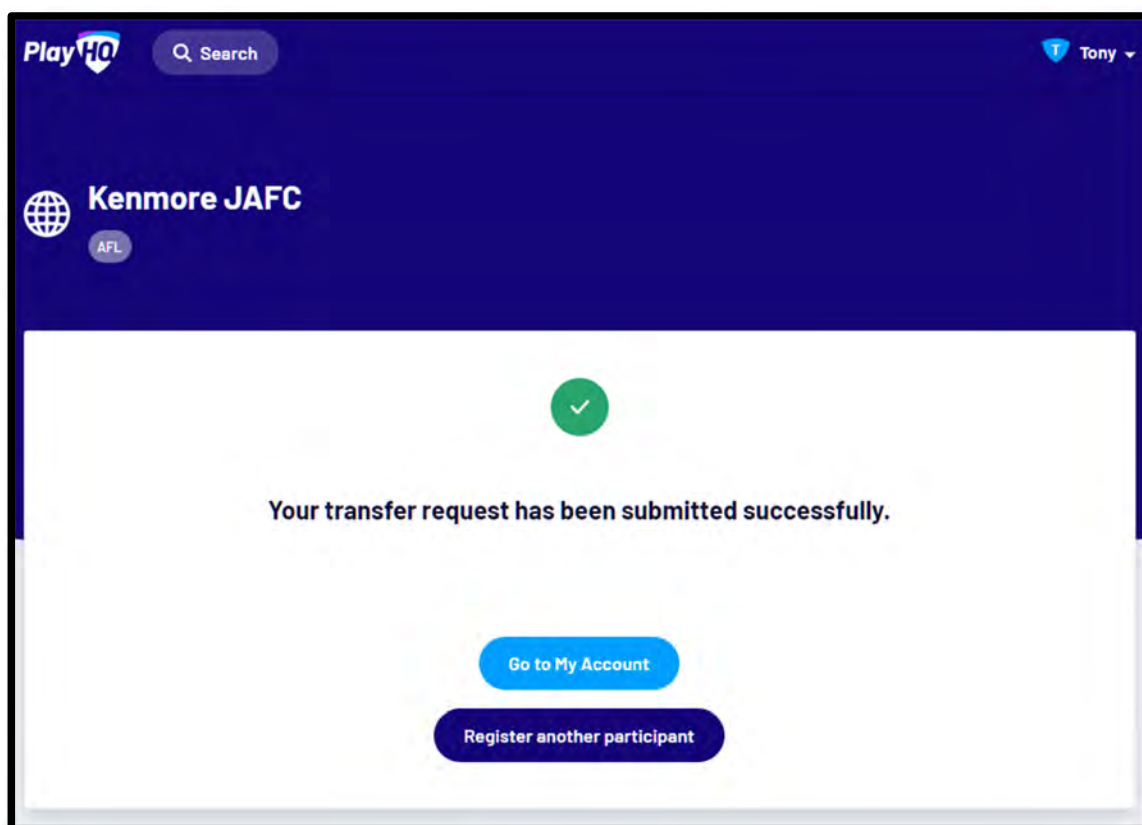 PlayHQ
Search
T
Tony
Kenmore JAFC
AFL
Your transfer request has been submitted successfully.
Go to My Account
Register another participant